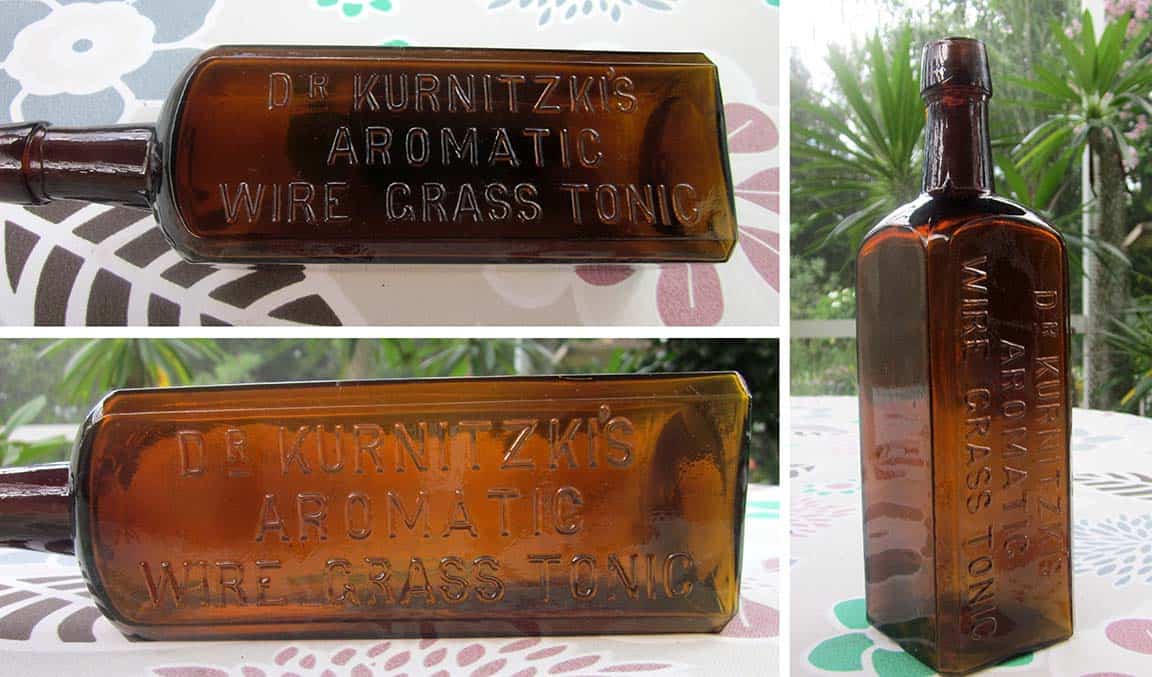 DR KURNITZKI'S
AROMATIC
WIRE GRASS TONIC
DR KURNITZKI'S
AROMATIC
WIRE GRASS TONIC
DR KURNITZKI'S
AROMATIC
WIRE GRASS TONIC